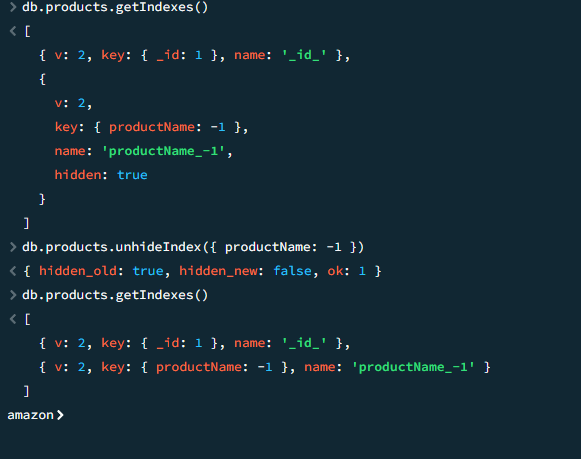 > db.products.getIndexes()
< [
{ v: 2, key: { _id: 1 }, name: '_id_' },
{
v: 2,
key: { productName: -1 },
name: 'productName_-1',
hidden: true
}
]
> db.products.unhideIndex({ productName: -1 })
< { hidden_old: true, hidden_new: false, ok: 1 }
> db.products.getIndexes()
< [
{ v: 2, key: { _id: 1 }, name: '_id_' },
{ v: 2, key: { productName: -1 }, name: 'productName_-1' }
]
amazon>